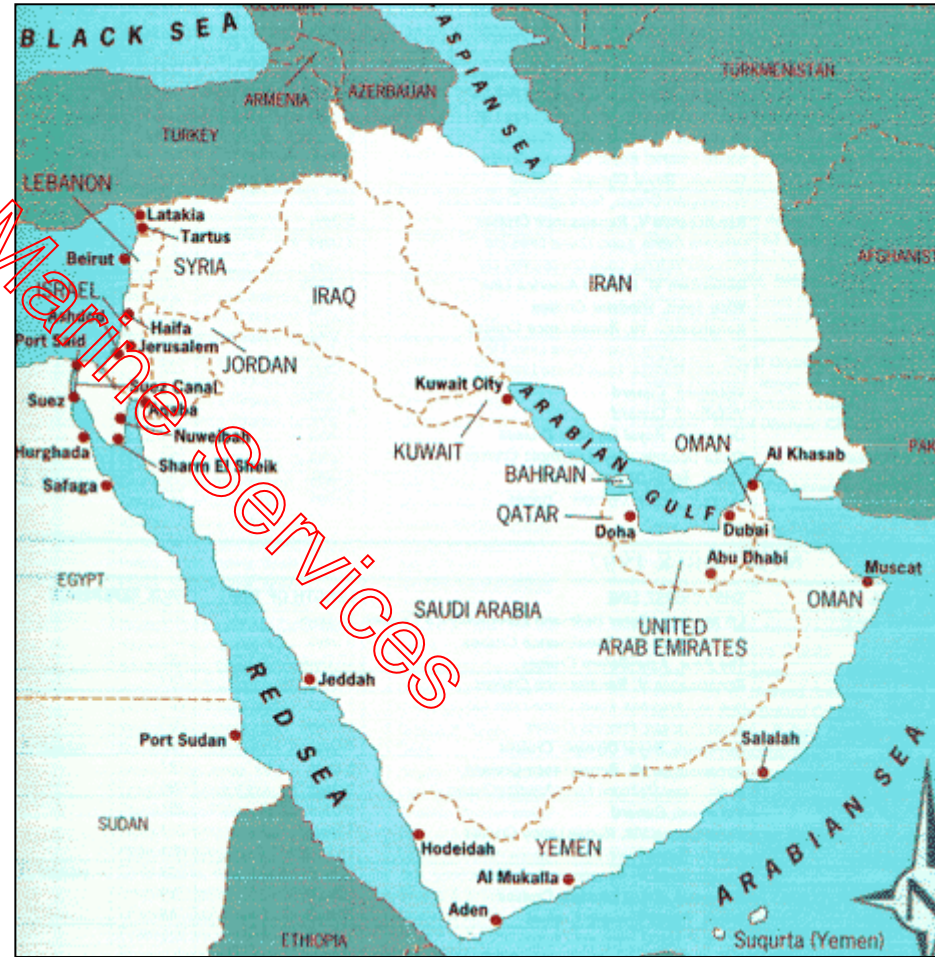 GEORGIA
BLACK SEA
CASPIAN SEA
TURKMENISTAN
ARMENIA
AZERBAIJAN
TURKEY
LEBANON
Latakia
Tartus
Beirut
SYRIA
AFGHANIST
IRAQ
IRAN
ISRAEL
Ashdod
Haifa
Port Said
Jerusalem
JORDAN
Suez Canal
Suez
Aqaba
Kuwait City
ARABIAN GULF
Nuweibah
Hurghada
KUWAIT
OMAN
Al Khasab
PAK
Sharm El Sheik
BAHRAIN
Safaga
QATAR
Doha
Dubai
Abu Dhabi
Muscat
EGYPT
SAUDI ARABIA
OMAN
UNITED
ARAB EMIRATES
Jeddah
RED SEA
Port Sudan
Salalah
ARABIAN SEA
SUDAN
Hodeidah
YEMEN
Al Mukalla
Aden
N
ETHIOPIA
Suqurta (Yemen)
Marine Services